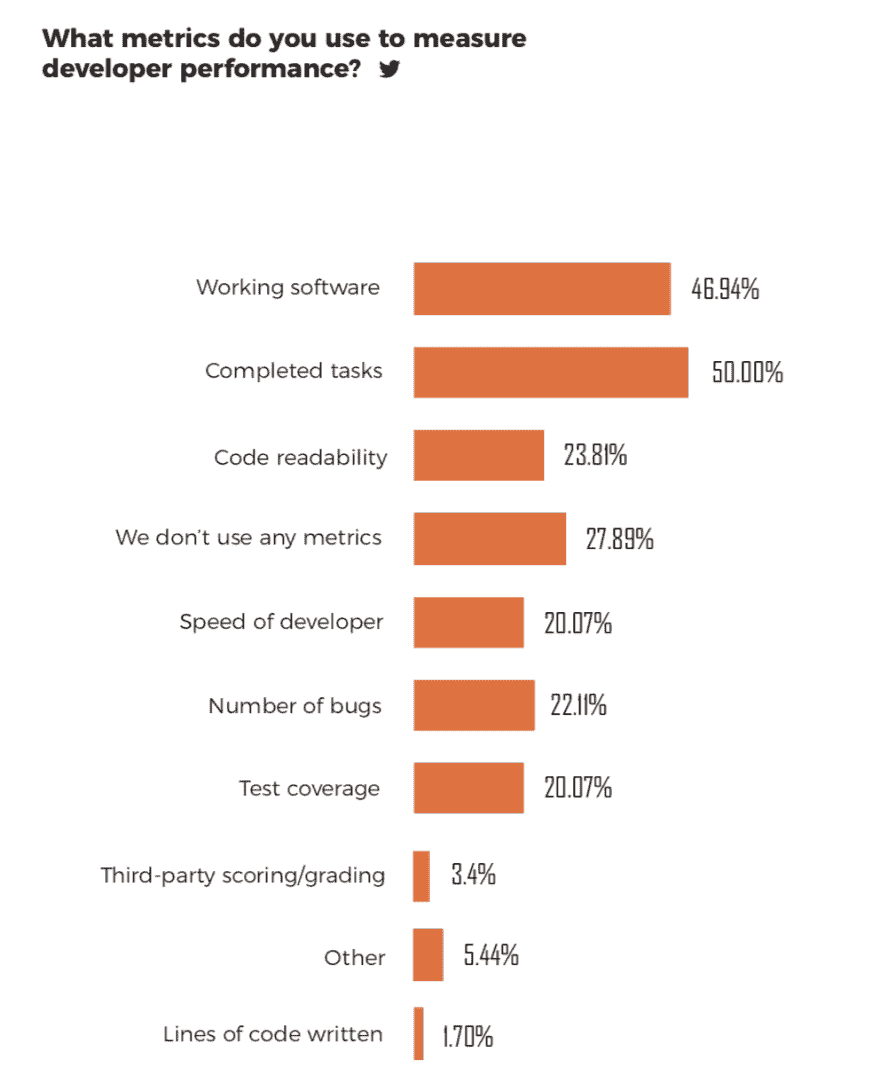 What metrics do you use to measure
developer performance?
Working software 46.94%
Completed tasks 50.00%
Code readability 23.81%
We don't use any metrics 27.89%
Speed of developer 20.07%
Number of bugs 22.11%
Test coverage 20.07%
Third-party scoring/grading 3.4%
Other 5.44%
Lines of code written 1.70%